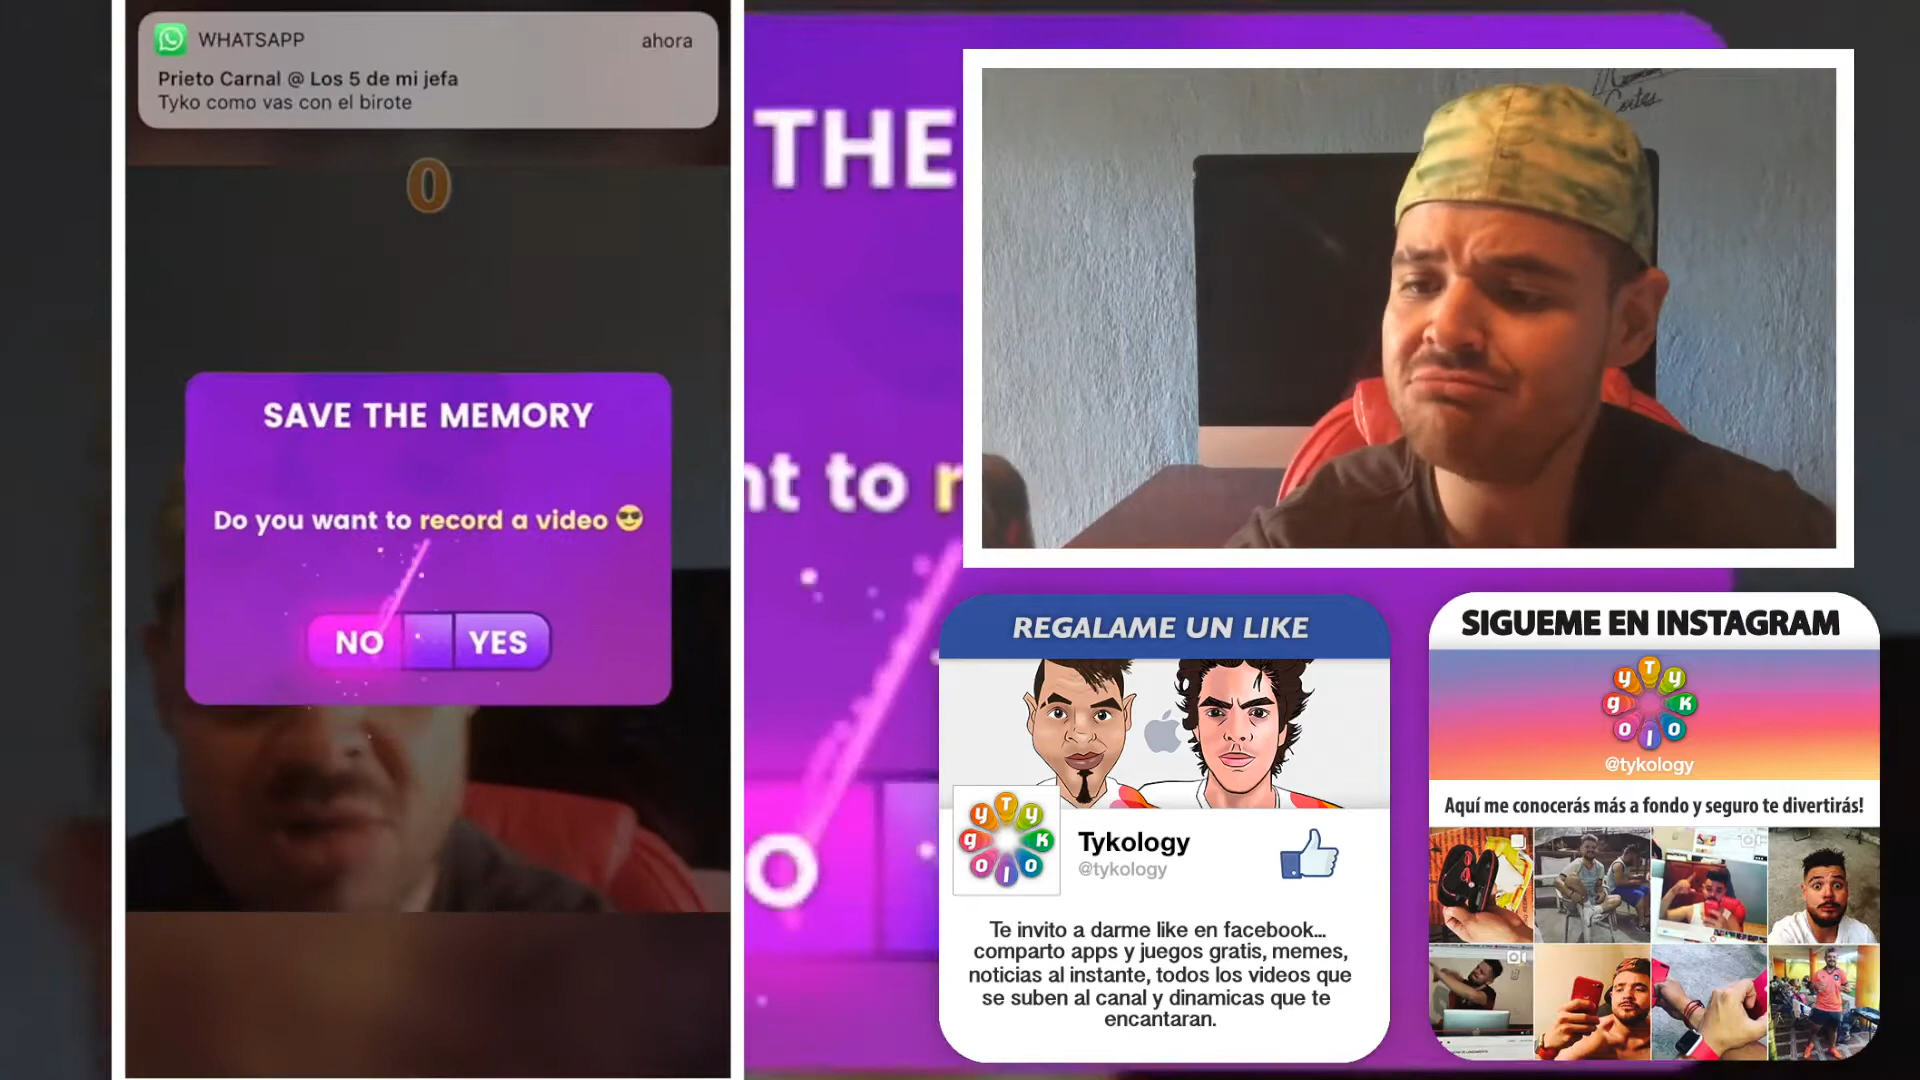 WHATSAPP
ahora
Prieto Carnal @ Los 5 de mi jefa
Tyko como vas con el birote
0
SAVE THE MEMORY
Do you want to record a video 😎
NO
YES
THE
nt to r
O
Cortes
REGALAME UN LIKE
TYKOLOgy
Tykology
@tykology
Te invito a darme like en facebook...
comparto apps y juegos gratis, memes,
noticias al instante, todos los videos que
se suben al canal y dinamicas que te
encantaran.
SIGUEME EN INSTAGRAM
TyKOlOgy
@tykology
Aquí me conocerás más a fondo y seguro te divertirás!